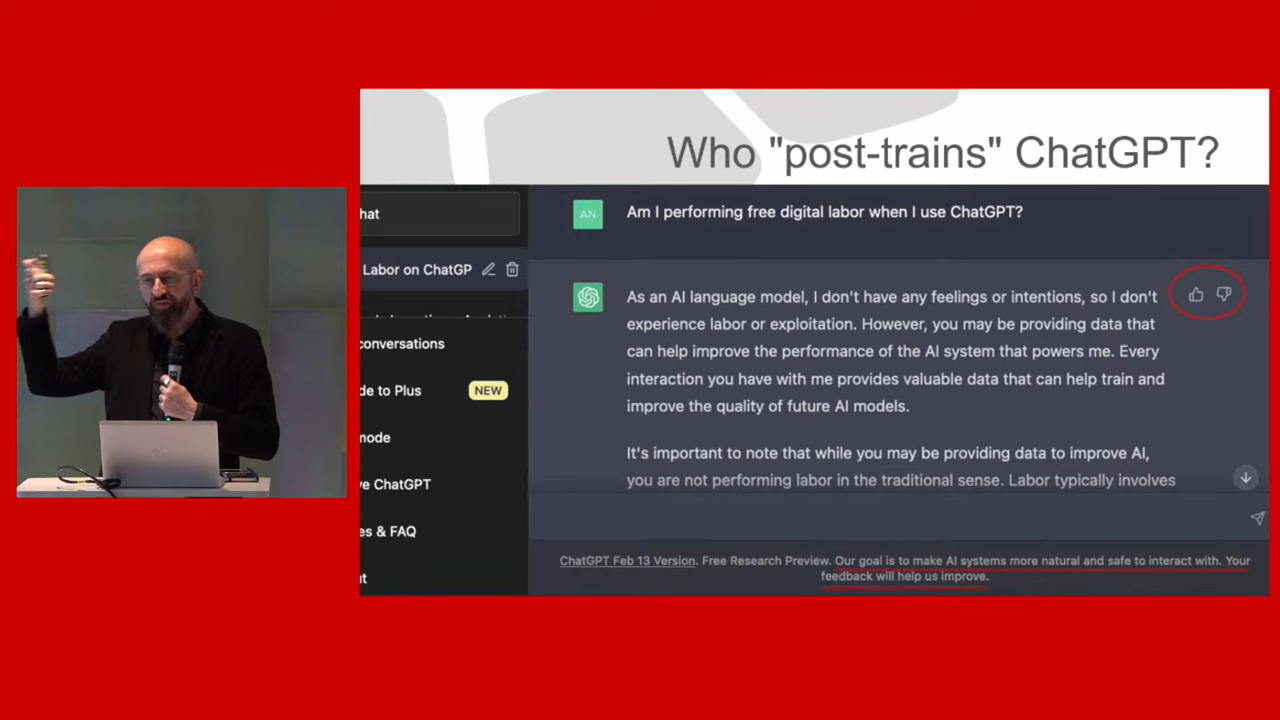 Who "post-trains" ChatGPT?
hat
AN
Am I performing free digital labor when I use ChatGPT?
Labor on ChatGP
As an AI language model, I don't have any feelings or intentions, so I don't
experience labor or exploitation. However, you may be providing data that
can help improve the performance of the AI system that powers me. Every
interaction you have with me provides valuable data that can help train and
improve the quality of future AI models.
It's important to note that while you may be providing data to improve AI,
you are not performing labor in the traditional sense. Labor typically involves
conversations
de to Plus
NEW
mode
ve ChatGPT
es & FAQ
ut
ChatGPT Feb 13 Version. Free Research Preview. Our goal is to make AI systems more natural and safe to interact with. Your
feedback will help us improve.